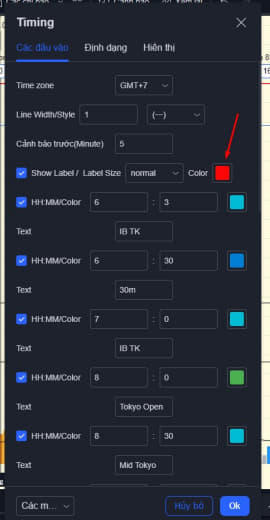 Timing
Các đầu vào Định dạng Hiển thị
Time zone GMT+7
Line Width/Style 1 (---)
Cảnh báo trước(Minute) 5
Show Label / Label Size normal Color
HH:MM/Color 6 : 3
Text IB TK
HH:MM/Color 6 : 30
Text 30m
HH:MM/Color 7 : 0
Text IB TK
HH:MM/Color 8 : 0
Text Tokyo Open
HH:MM/Color 8 : 30
Text Mid Tokyo
Các m... Hủy bỏ Ok